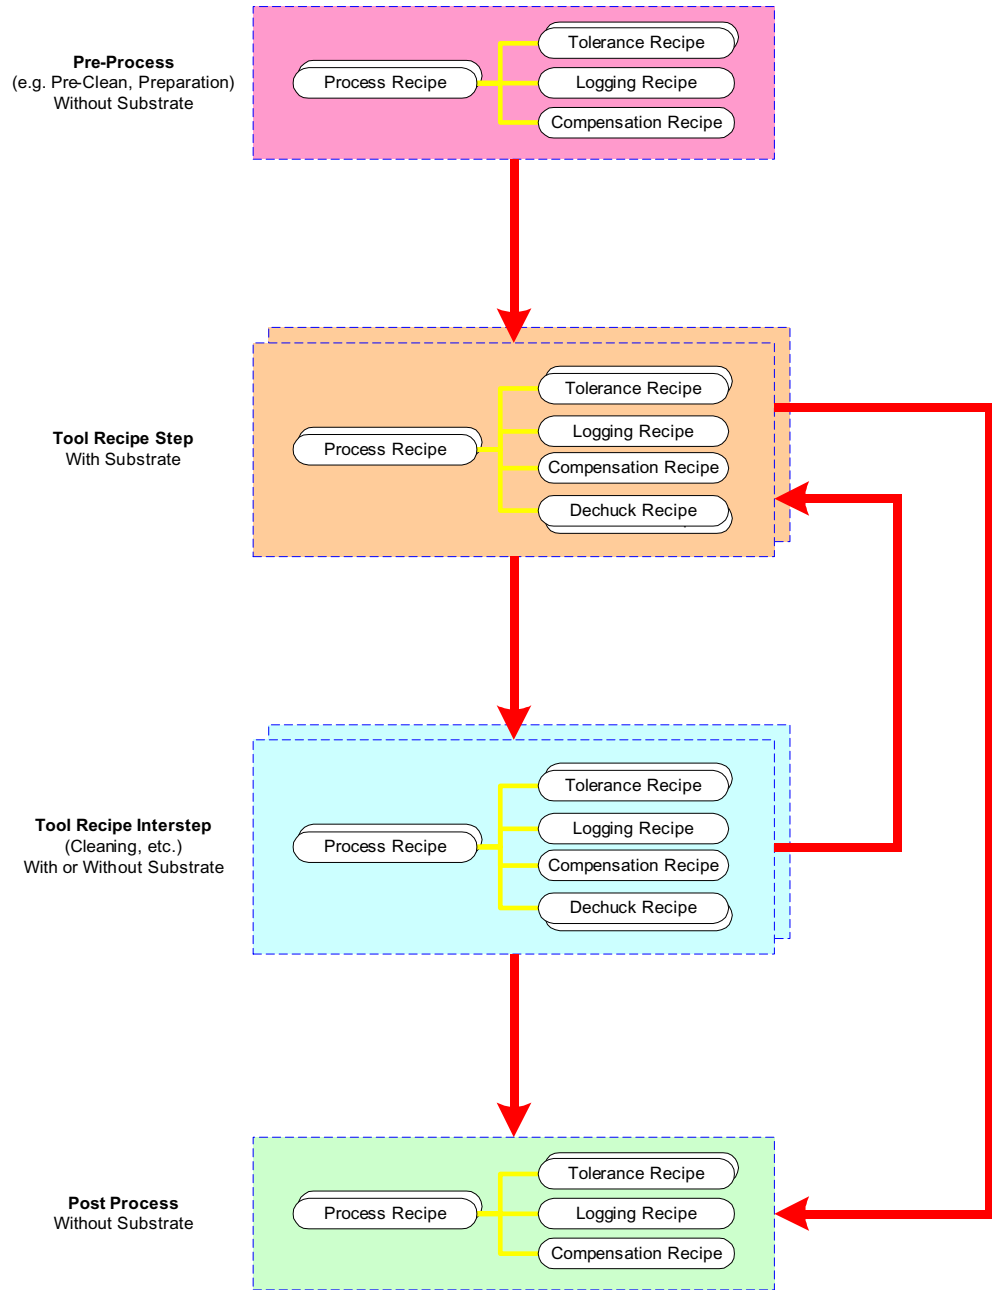 Pre-Process
(e.g. Pre-Clean, Preparation)
Without Substrate
Process Recipe
Tolerance Recipe
Logging Recipe
Compensation Recipe
Tool Recipe Step
With Substrate
Process Recipe
Tolerance Recipe
Logging Recipe
Compensation Recipe
Dechuck Recipe
Tool Recipe Interstep
(Cleaning, etc.)
With or Without Substrate
Process Recipe
Tolerance Recipe
Logging Recipe
Compensation Recipe
Dechuck Recipe
Post Process
Without Substrate
Process Recipe
Tolerance Recipe
Logging Recipe
Compensation Recipe